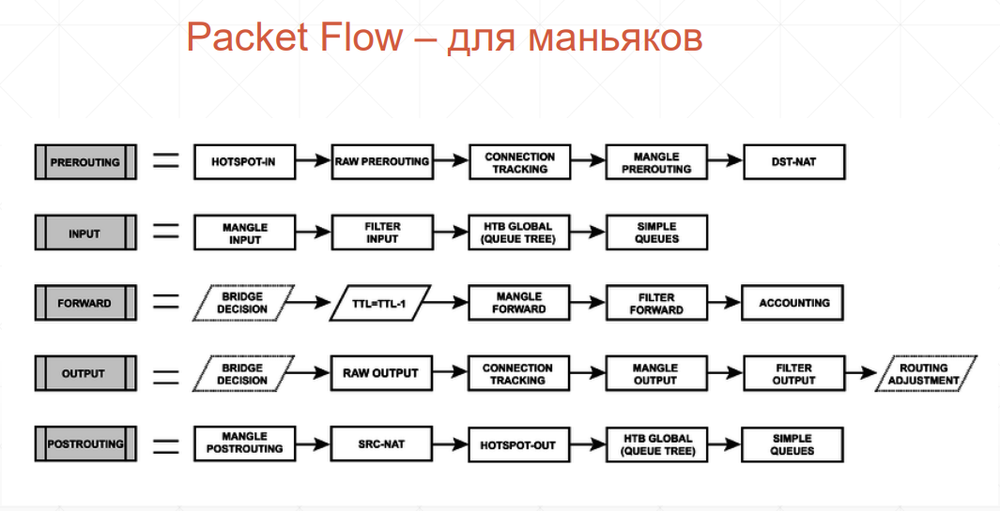 Packet Flow – для маньяков
PREROUTING
HOTSPOT-IN
RAW PREROUTING
CONNECTION
TRACKING
MANGLE
PREROUTING
DST-NAT
INPUT
MANGLE
INPUT
FILTER
INPUT
HTB GLOBAL
(QUEUE TREE)
SIMPLE
QUEUES
FORWARD
BRIDGE
DECISION
TTL=TTL-1
MANGLE
FORWARD
FILTER
FORWARD
ACCOUNTING
OUTPUT
BRIDGE
DECISION
RAW OUTPUT
CONNECTION
TRACKING
MANGLE
OUTPUT
FILTER
OUTPUT
ROUTING
ADJUSTMENT
POSTROUTING
MANGLE
POSTROUTING
SRC-NAT
HOTSPOT-OUT
HTB GLOBAL
(QUEUE TREE)
SIMPLE
QUEUES